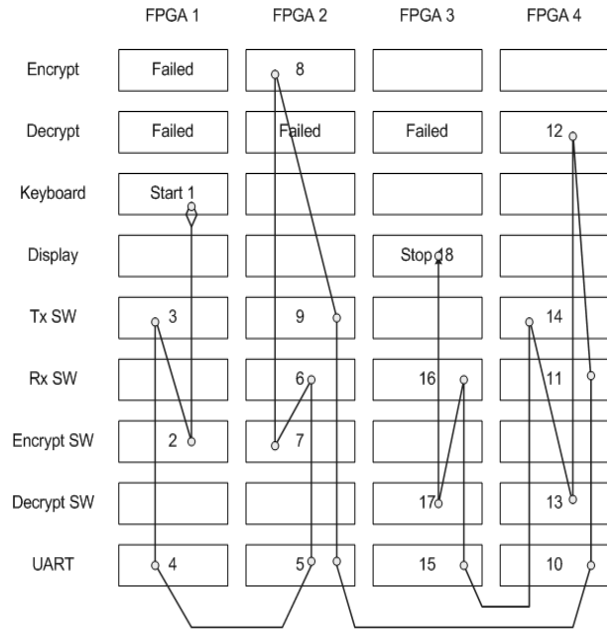 FPGA 1 FPGA 2 FPGA 3 FPGA 4
Encrypt Failed 8
Decrypt Failed Failed Failed 12
Keyboard Start 1
Display Stop 18
Tx SW 3 9 14
Rx SW 6 16 11
Encrypt SW 2 7
Decrypt SW 17 13
UART 4 5 15 10